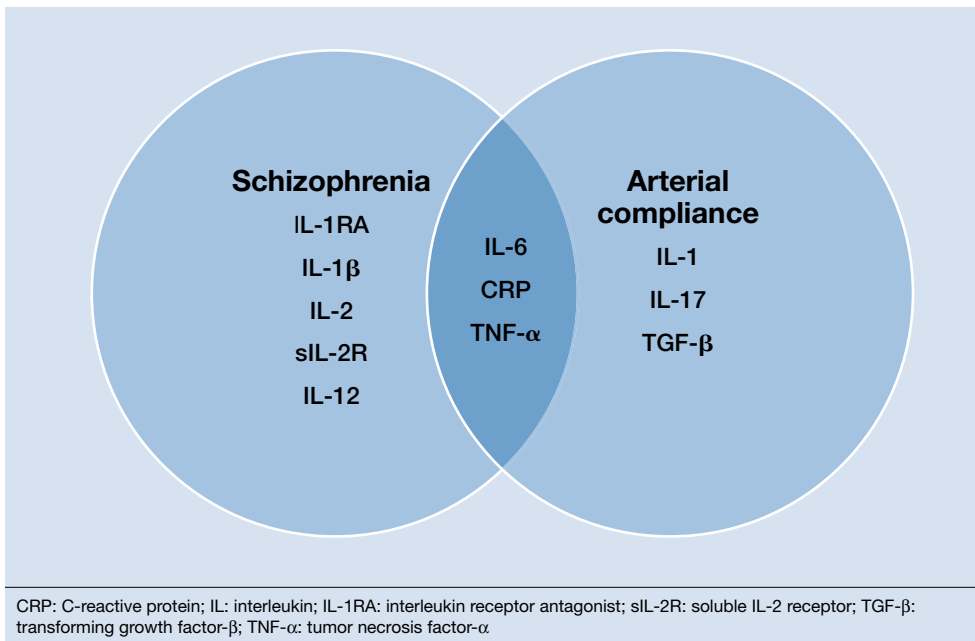 Schizophrenia
IL-1RA
IL-1β
IL-2
sIL-2R
IL-12
IL-6
CRP
TNF-α
Arterial
compliance
IL-1
IL-17
TGF-β
CRP: C-reactive protein; IL: interleukin; IL-1RA: interleukin receptor antagonist; sIL-2R: soluble IL-2 receptor; TGF-β:
transforming growth factor-β; TNF-α: tumor necrosis factor-α